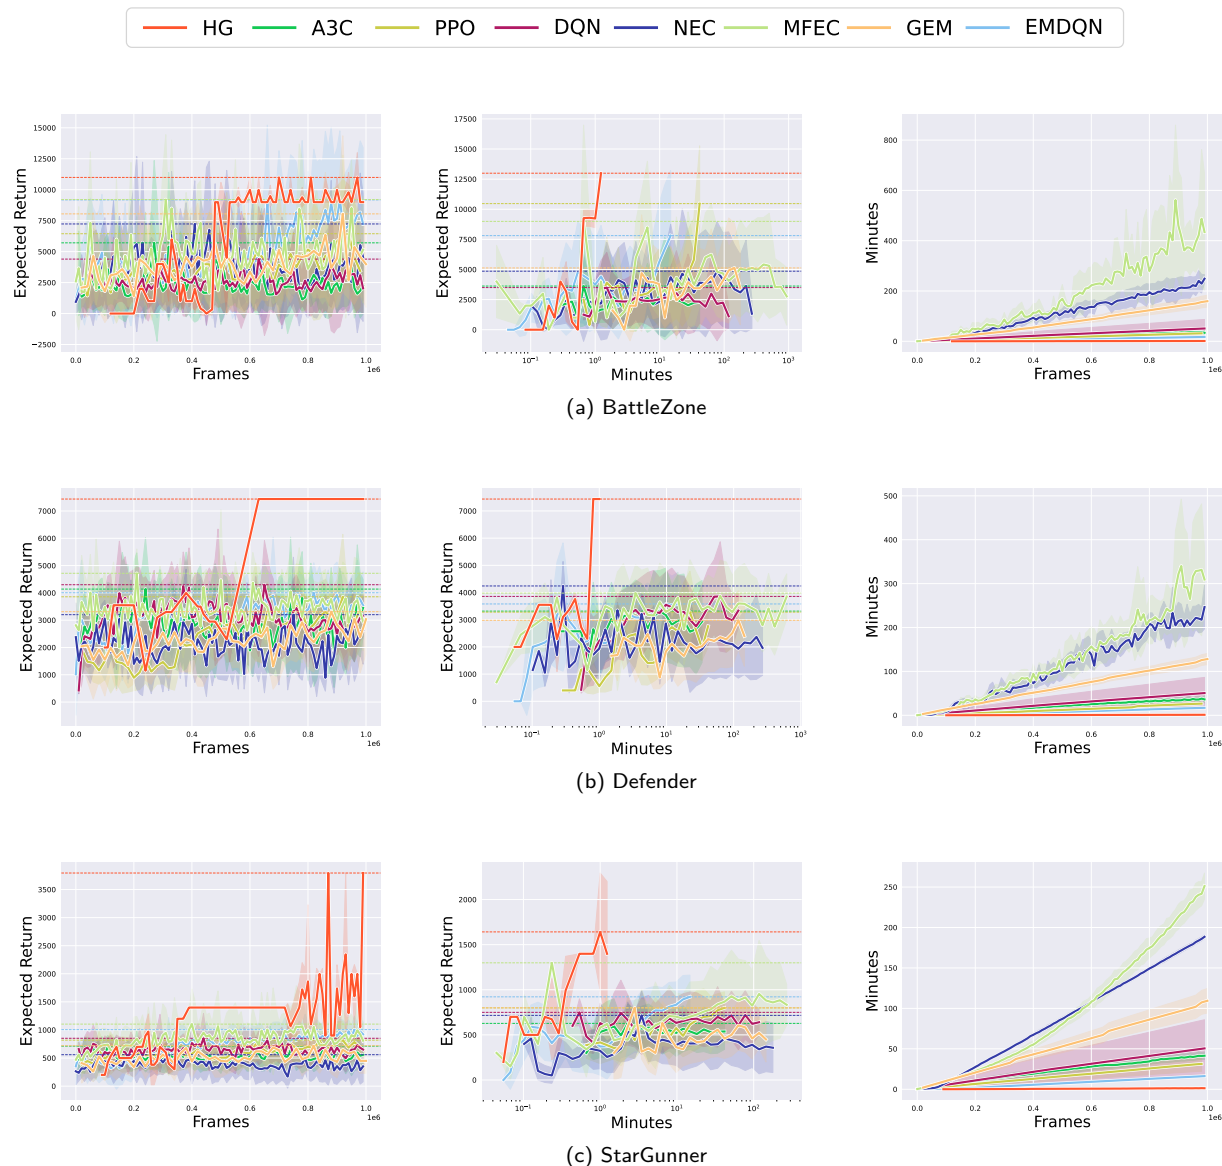 HG A3C PPO DQN NEC MFEC GEM EMDQN
15000
12500
10000
7500
5000
2500
0
−2500
Expected Return
0.0 0.2 0.4 0.6 0.8 1.0
1e6
Frames
17500
15000
12500
10000
7500
5000
2500
0
Expected Return
10⁻¹ 10⁰ 10¹ 10² 10³
Minutes
800
600
400
200
0
Minutes
0.0 0.2 0.4 0.6 0.8 1.0
1e6
Frames
(a) BattleZone
7000
6000
5000
4000
3000
2000
1000
0
Expected Return
0.0 0.2 0.4 0.6 0.8 1.0
1e6
Frames
7000
6000
5000
4000
3000
2000
1000
0
Expected Return
10⁻¹ 10⁰ 10¹ 10² 10³
Minutes
500
400
300
200
100
0
Minutes
0.0 0.2 0.4 0.6 0.8 1.0
1e6
Frames
(b) Defender
3500
3000
2500
2000
1500
1000
500
0
Expected Return
0.0 0.2 0.4 0.6 0.8 1.0
1e6
Frames
2000
1500
1000
500
0
Expected Return
10⁻¹ 10⁰ 10¹ 10²
Minutes
250
200
150
100
50
0
Minutes
0.0 0.2 0.4 0.6 0.8 1.0
1e6
Frames
(c) StarGunner